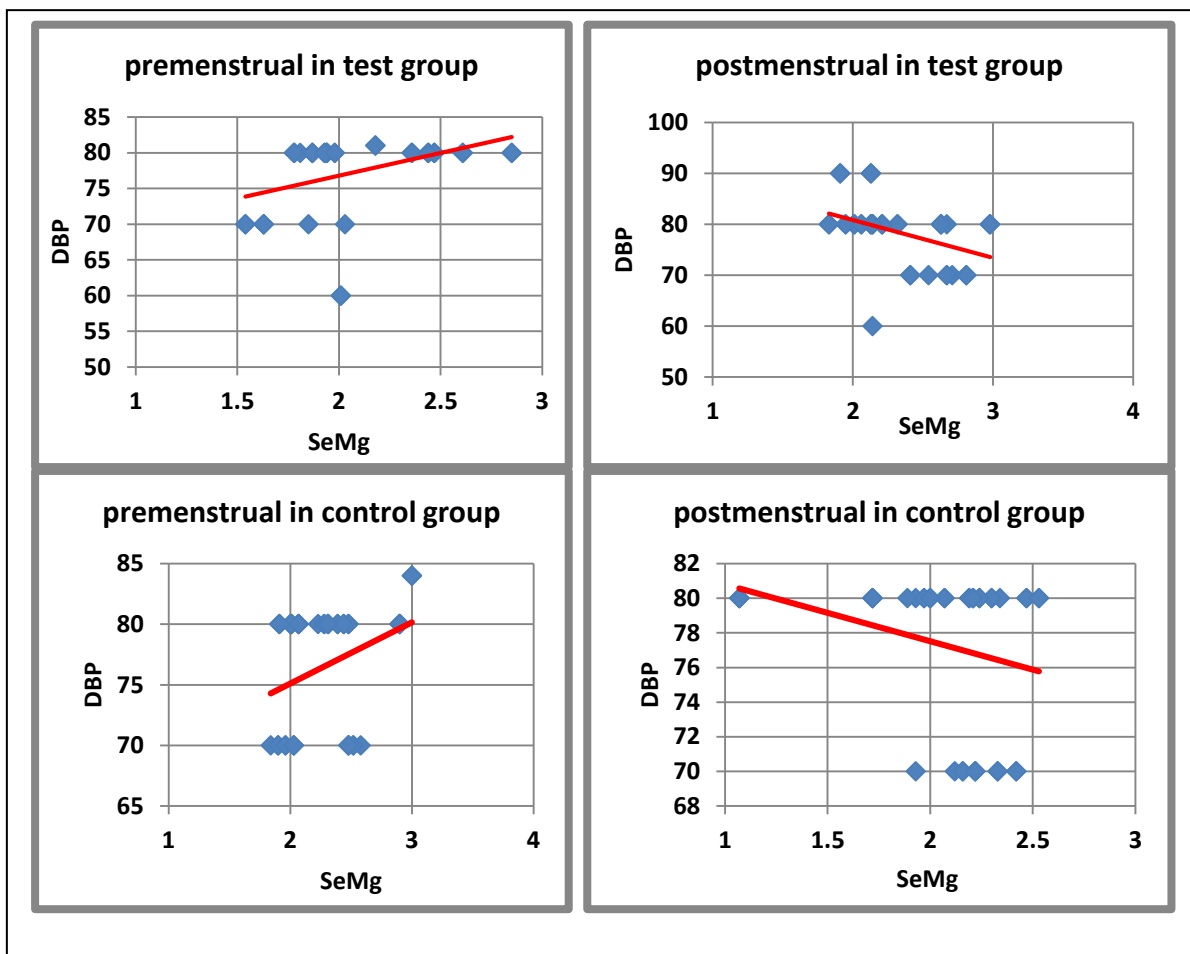 premenstrual in test group
85
80
75
70
65
60
55
50
DBP
1 1.5 2 2.5 3
SeMg
postmenstrual in test group
100
90
80
70
60
50
DBP
1 2 3 4
SeMg
premenstrual in control group
85
80
75
70
65
DBP
1 2 3 4
SeMg
postmenstrual in control group
82
80
78
76
74
72
70
68
DBP
1 1.5 2 2.5 3
SeMg